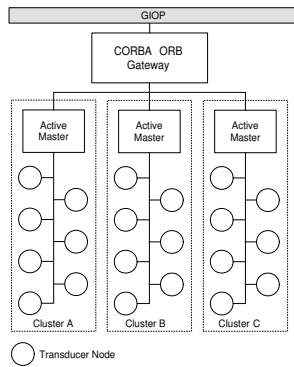 GIOP
CORBA ORB
Gateway
Active
Master
Active
Master
Active
Master
Cluster A
Cluster B
Cluster C
Transducer Node